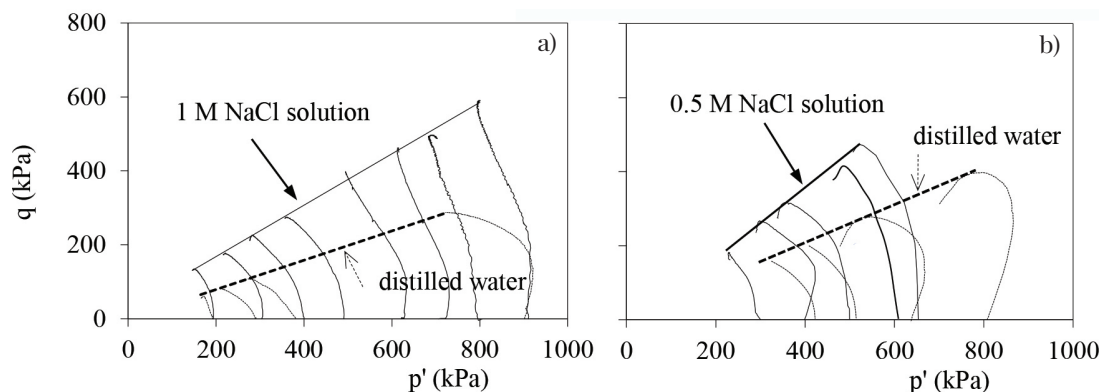 a)
800
600
400
200
0
q (kPa)
1 M NaCl solution
distilled water
0 200 400 600 800 1000
p' (kPa)
b)
0.5 M NaCl solution
distilled water
0 200 400 600 800 1000
p' (kPa)